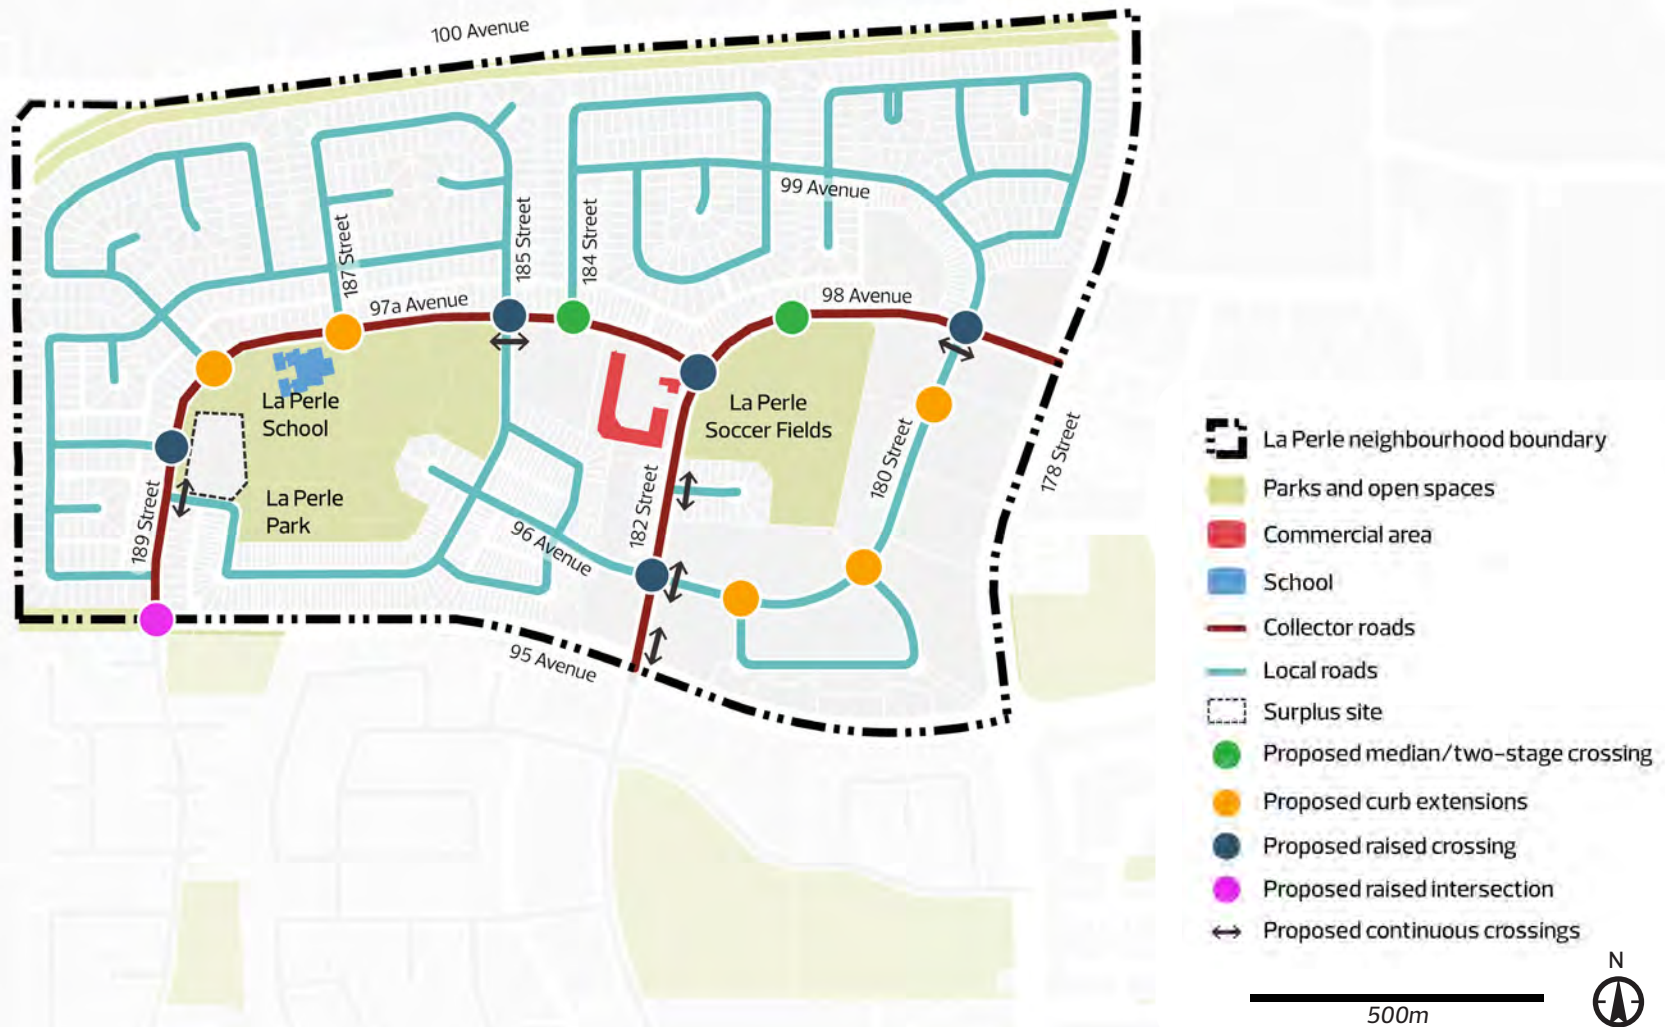 100 Avenue
99 Avenue
187 Street
185 Street
184 Street
97a Avenue
98 Avenue
La Perle
School
La Perle
Soccer Fields
La Perle
Park
189 Street
96 Avenue
182 Street
180 Street
178 Street
95 Avenue
La Perle neighbourhood boundary
Parks and open spaces
Commercial area
School
Collector roads
Local roads
Surplus site
Proposed median/two-stage crossing
Proposed curb extensions
Proposed raised crossing
Proposed raised intersection
Proposed continuous crossings
N
500m